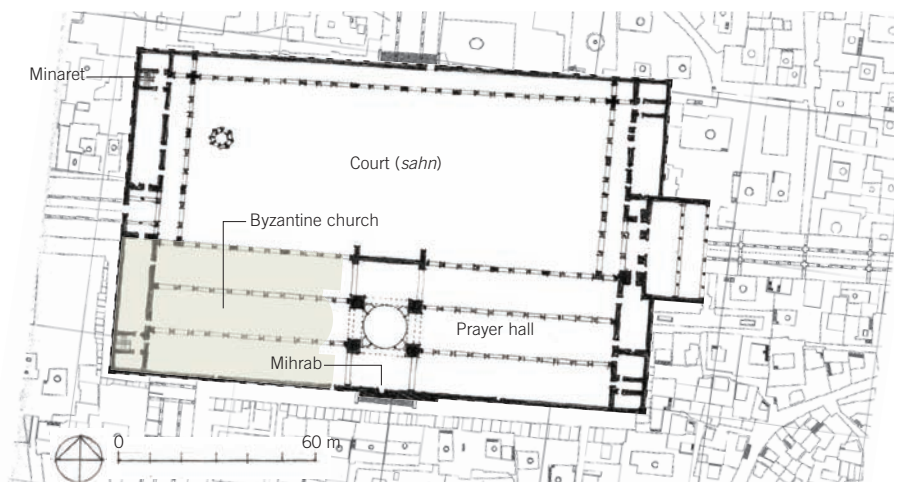 Minaret
Court (sahn)
Byzantine church
Prayer hall
Mihrab
0 60 m